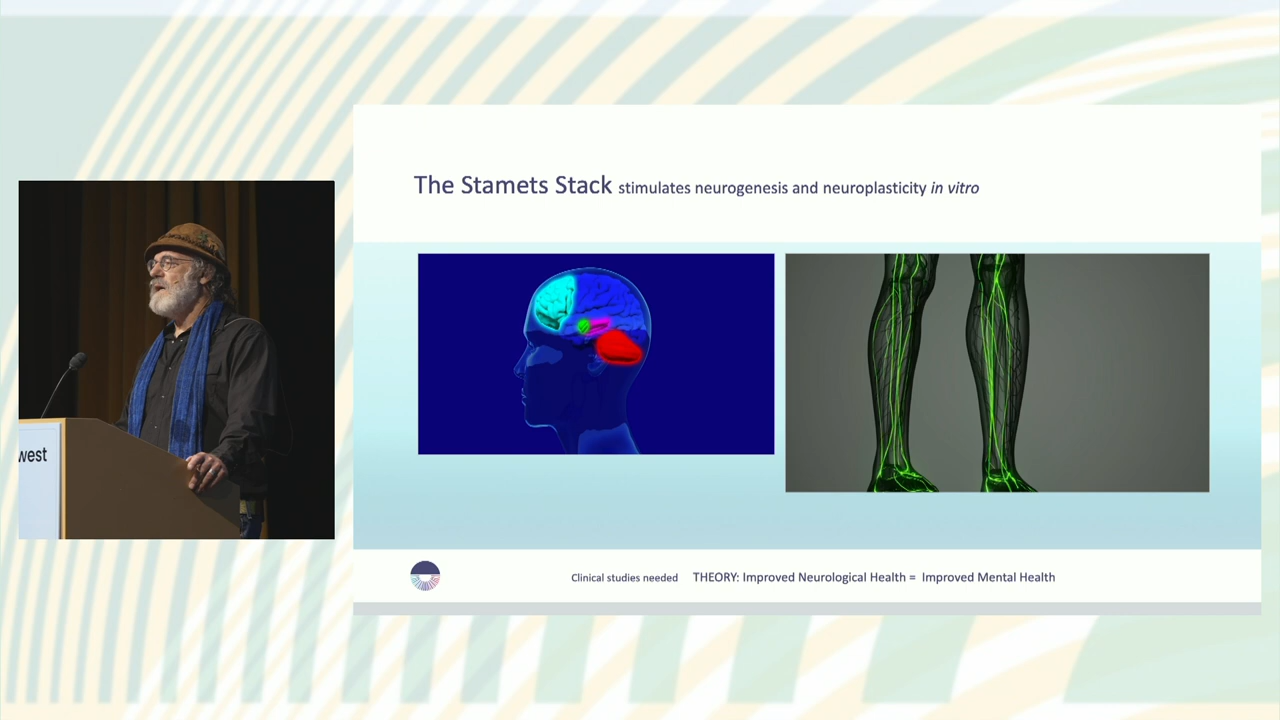 The Stamets Stack stimulates neurogenesis and neuroplasticity in vitro
west
Clinical studies needed THEORY: Improved Neurological Health = Improved Mental Health